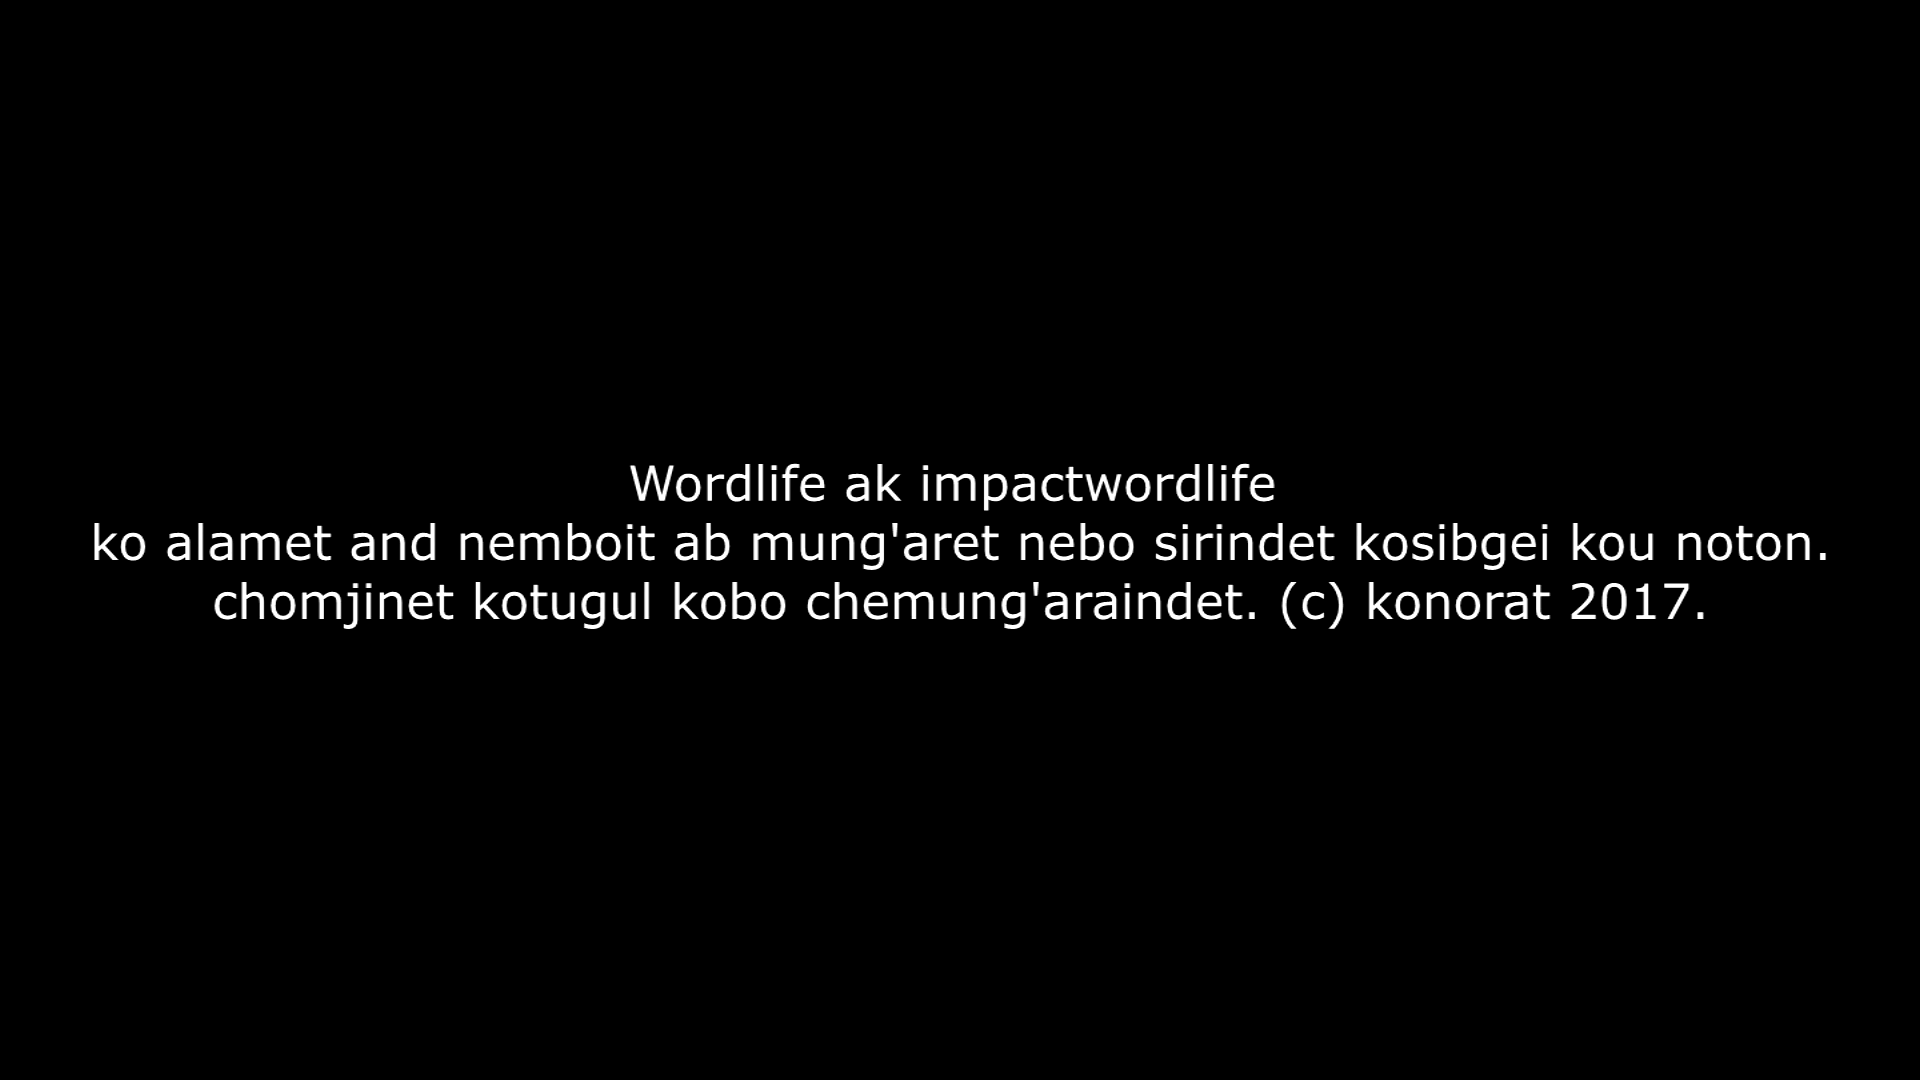 Wordlife ak impactwordlife
ko alamet and nemboit ab mung'aret nebo sirindet kosibgei kou noton.
chomjinet kotugul kobo chemung'araindet. (c) konorat 2017.